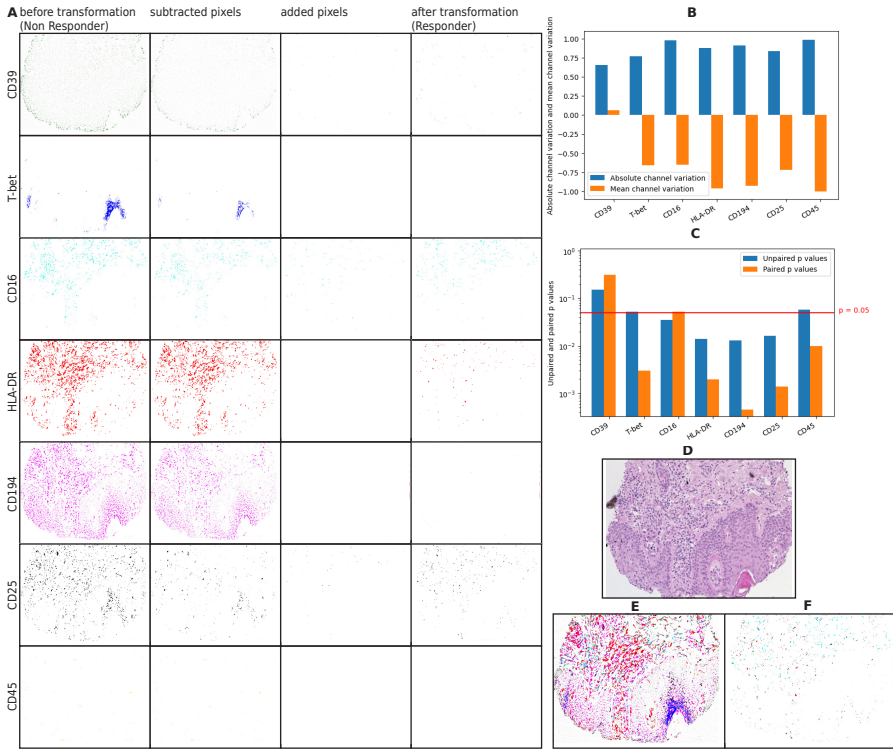 A before transformation subtracted pixels added pixels after transformation
(Non Responder) (Responder)
CD39
T-bet
CD16
HLA-DR
CD194
CD25
CD45
B
Absolute channel variation and mean channel variation
1.00
0.75
0.50
0.25
0.00
−0.25
−0.50
−0.75
−1.00
Absolute channel variation
Mean channel variation
CD39 T-bet CD16 HLA-DR CD194 CD25 CD45
C
Unpaired and paired p values
10⁰
10⁻¹
10⁻²
10⁻³
Unpaired p values
Paired p values
p = 0.05
CD39 T-bet CD16 HLA-DR CD194 CD25 CD45
D
E F